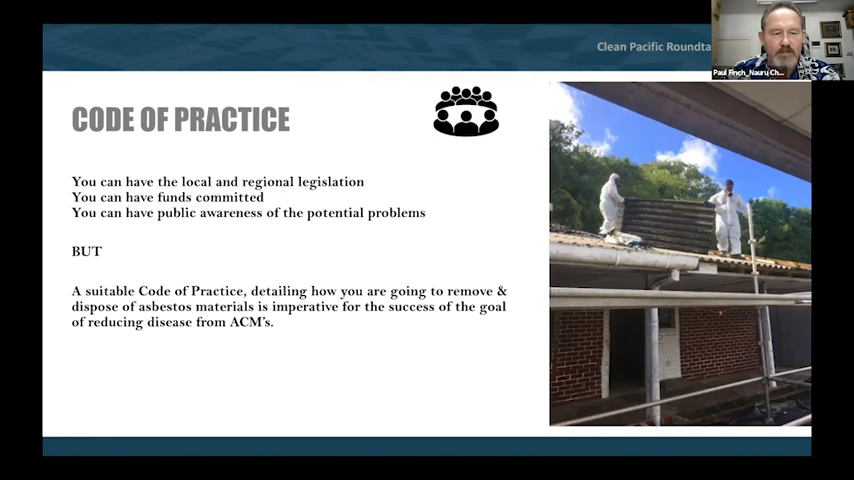 Clean Pacific Roundta
Paul Finch_Nauru Ch...
CODE OF PRACTICE
You can have the local and regional legislation
You can have funds committed
You can have public awareness of the potential problems
BUT
A suitable Code of Practice, detailing how you are going to remove &
dispose of asbestos materials is imperative for the success of the goal
of reducing disease from ACM's.